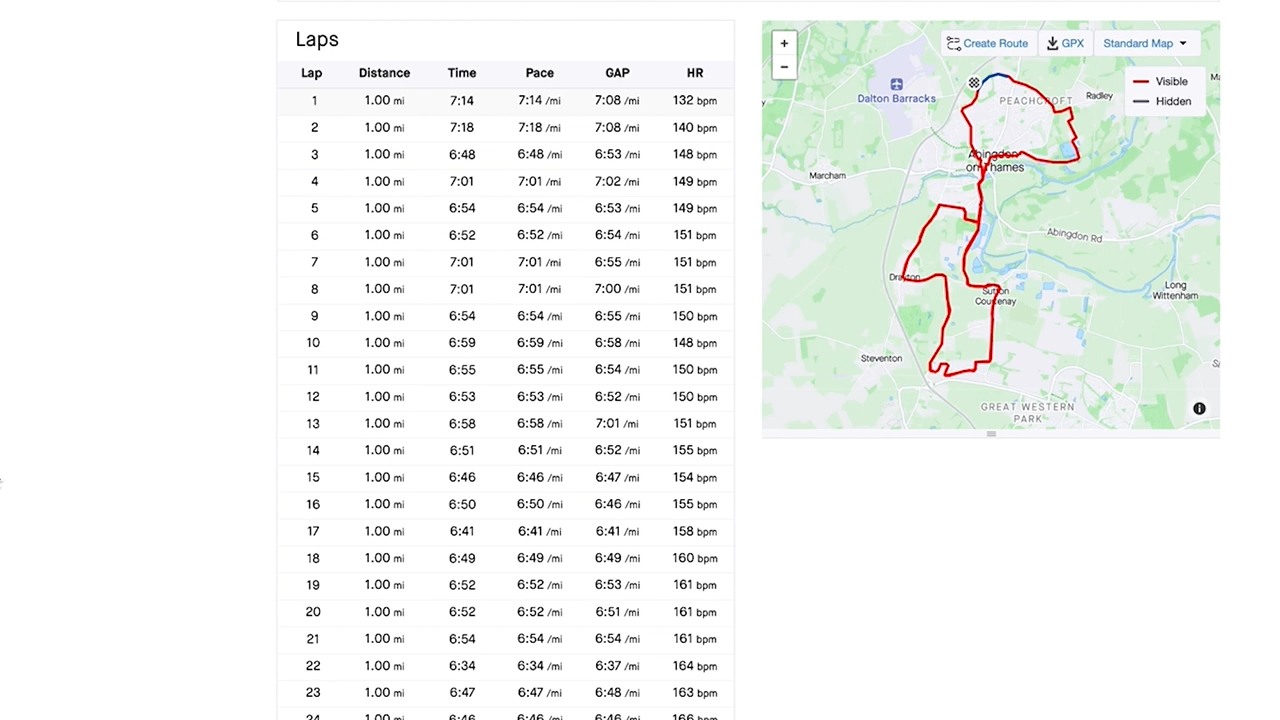 Laps
Lap Distance Time Pace GAP HR
1 1.00 mi 7:14 7:14 /mi 7:08 /mi 132 bpm
2 1.00 mi 7:18 7:18 /mi 7:08 /mi 140 bpm
3 1.00 mi 6:48 6:48 /mi 6:53 /mi 148 bpm
4 1.00 mi 7:01 7:01 /mi 7:02 /mi 149 bpm
5 1.00 mi 6:54 6:54 /mi 6:53 /mi 149 bpm
6 1.00 mi 6:52 6:52 /mi 6:54 /mi 151 bpm
7 1.00 mi 7:01 7:01 /mi 6:55 /mi 151 bpm
8 1.00 mi 7:01 7:01 /mi 7:00 /mi 151 bpm
9 1.00 mi 6:54 6:54 /mi 6:55 /mi 150 bpm
10 1.00 mi 6:59 6:59 /mi 6:58 /mi 148 bpm
11 1.00 mi 6:55 6:55 /mi 6:54 /mi 150 bpm
12 1.00 mi 6:53 6:53 /mi 6:52 /mi 150 bpm
13 1.00 mi 6:58 6:58 /mi 7:01 /mi 151 bpm
14 1.00 mi 6:51 6:51 /mi 6:52 /mi 155 bpm
15 1.00 mi 6:46 6:46 /mi 6:47 /mi 154 bpm
16 1.00 mi 6:50 6:50 /mi 6:46 /mi 155 bpm
17 1.00 mi 6:41 6:41 /mi 6:41 /mi 158 bpm
18 1.00 mi 6:49 6:49 /mi 6:49 /mi 160 bpm
19 1.00 mi 6:52 6:52 /mi 6:53 /mi 161 bpm
20 1.00 mi 6:52 6:52 /mi 6:51 /mi 161 bpm
21 1.00 mi 6:54 6:54 /mi 6:54 /mi 161 bpm
22 1.00 mi 6:34 6:34 /mi 6:37 /mi 164 bpm
23 1.00 mi 6:47 6:47 /mi 6:48 /mi 163 bpm
24 1.00 mi 6:46 6:46 /mi 6:46 /mi 166 bpm
+ Create Route GPX Standard Map
−
Visible
Hidden
Dalton Barracks
PEACHCROFT
Radley
Abingdon
on Thames
Marcham
Abingdon Rd
Drayton
Sutton
Courtenay
Long
Wittenham
Steventon
GREAT WESTERN
PARK